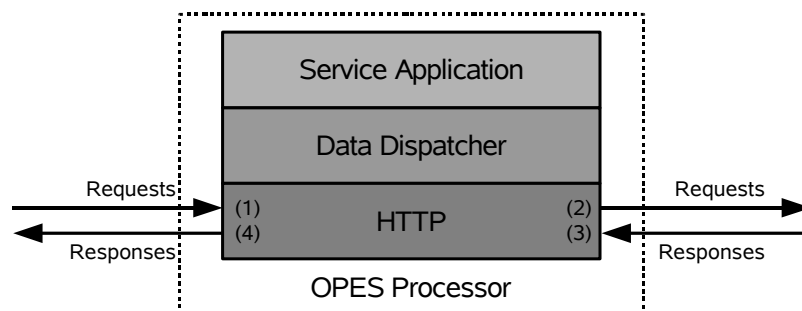 Service Application
Data Dispatcher
Requests
(1)
HTTP
(2)
Requests
Responses
(4)
(3)
Responses
OPES Processor